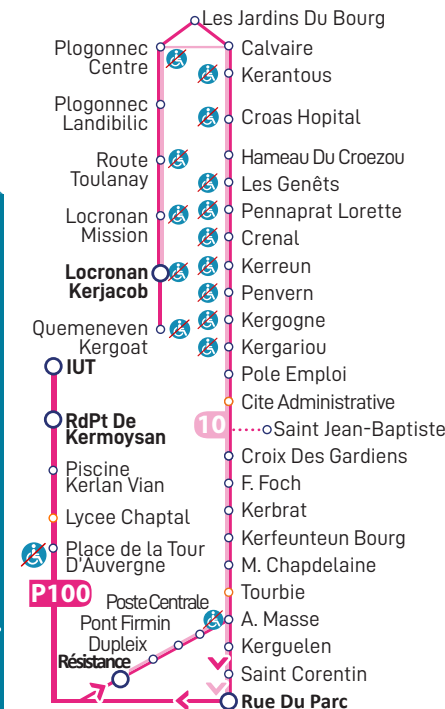 Les Jardins Du Bourg
Plogonnec
Centre
Calvaire
Kerantous
Plogonnec
Landibilic
Croas Hopital
Route
Toulanay
Hameau Du Croezou
Les Genêts
Locronan
Mission
Pennaprat Lorette
Crenal
Locronan
Kerjacob
Kerreun
Penvern
Quemeneven
Kergoat
Kergogne
Kergariou
IUT
Pole Emploi
Cite Administrative
RdPt De
Kermoysan
10
Saint Jean-Baptiste
Piscine
Kerlan Vian
Croix Des Gardiens
F. Foch
Lycee Chaptal
Kerbrat
Kerfeunteun Bourg
Place de la Tour
D'Auvergne
M. Chapdelaine
P100
Tourbie
Poste Centrale
Pont Firmin
Dupleix
Résistance
A. Masse
Kerguelen
Saint Corentin
Rue Du Parc